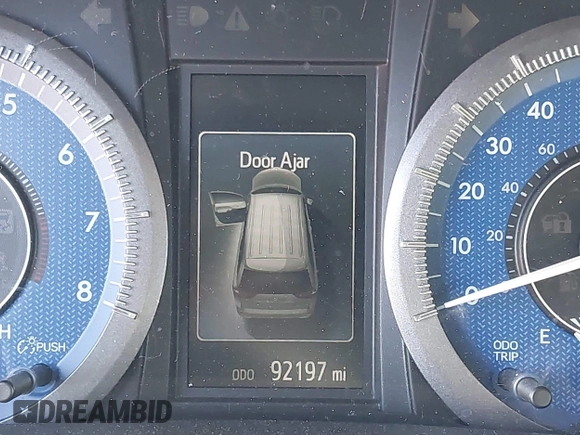 Door Ajar
ODO 92197 mi
5
6
7
8
H
PUSH
40
30
20
10
0
60
40
20
E
ODO
TRIP
DREAMBID